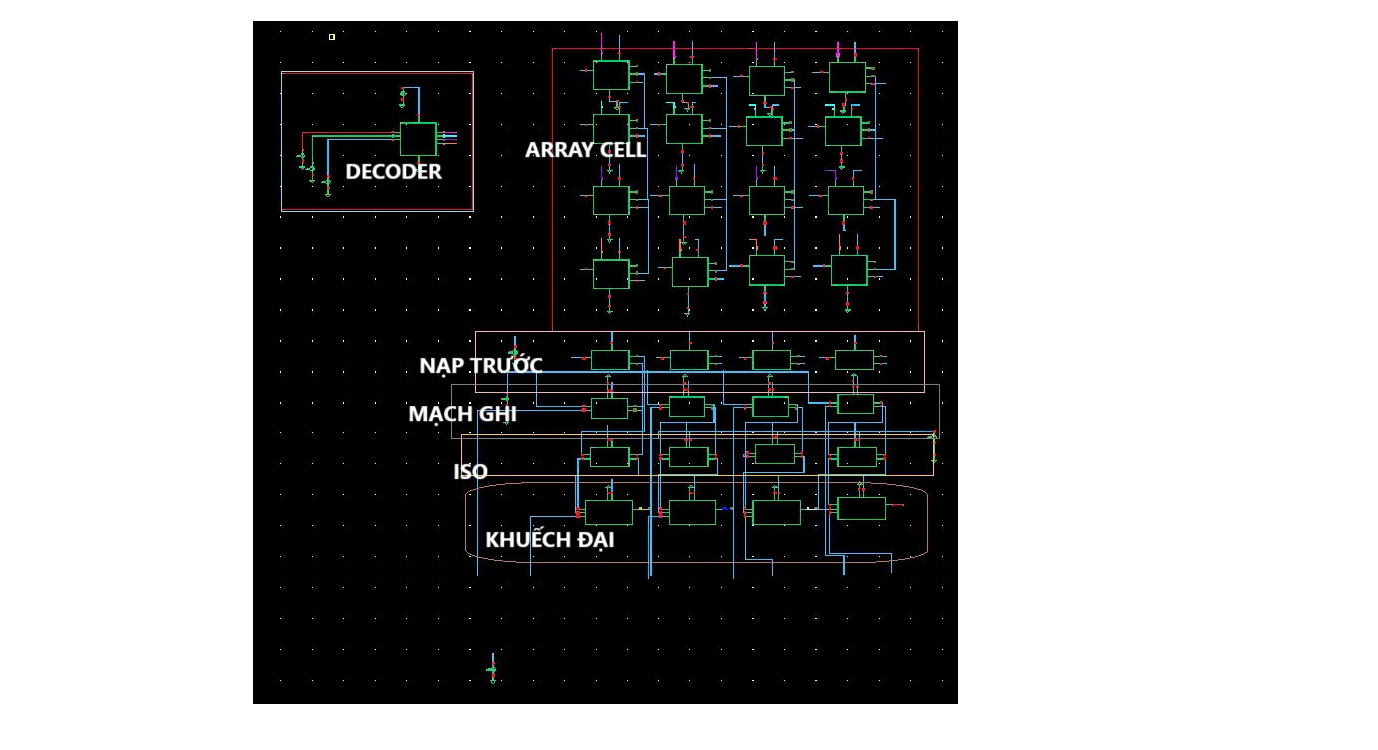 DECODER
ARRAY CELL
NẠP TRƯỚC
MẠCH GHI
ISO
KHUẾCH ĐẠI